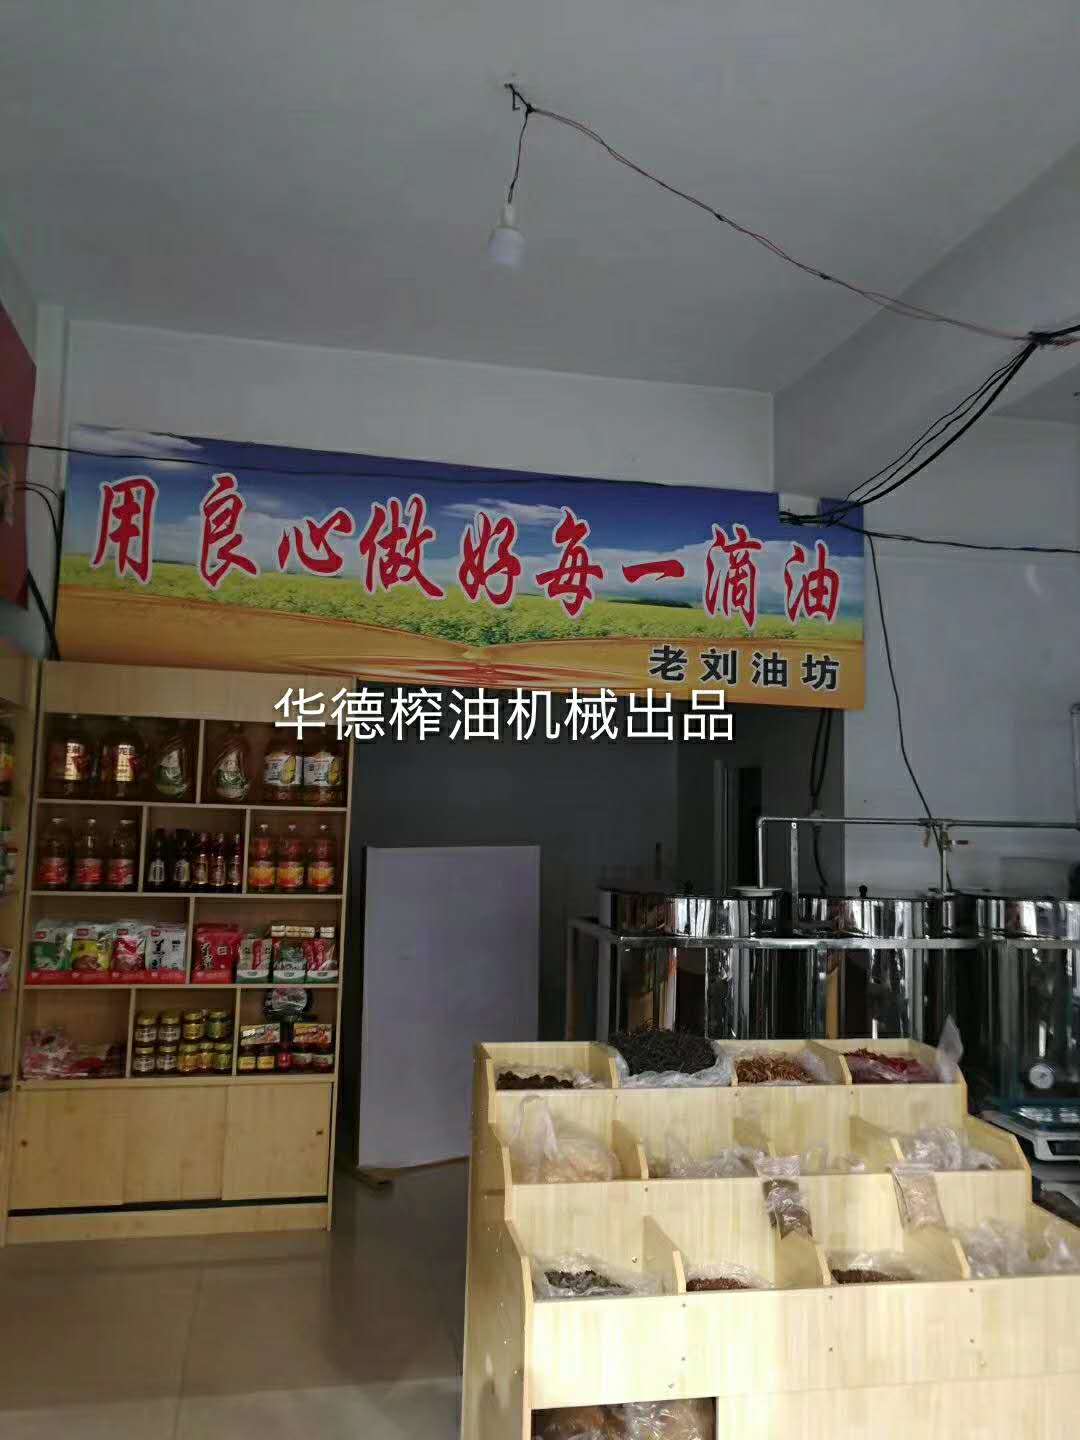 用良心做好每一滴油
老刘油坊
华德榨油机械出品